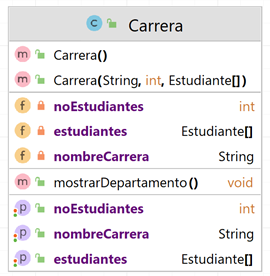 C Carrera
m Carrera()
m Carrera(String, int, Estudiante[])
f noEstudiantes int
f estudiantes Estudiante[]
f nombreCarrera String
m mostrarDepartamento() void
p noEstudiantes int
p nombreCarrera String
p estudiantes Estudiante[]